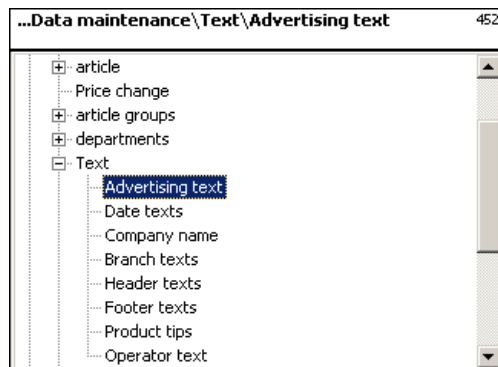 ...Data maintenance\Text\Advertising text 452
article
Price change
article groups
departments
Text
Advertising text
Date texts
Company name
Branch texts
Header texts
Footer texts
Product tips
Operator text